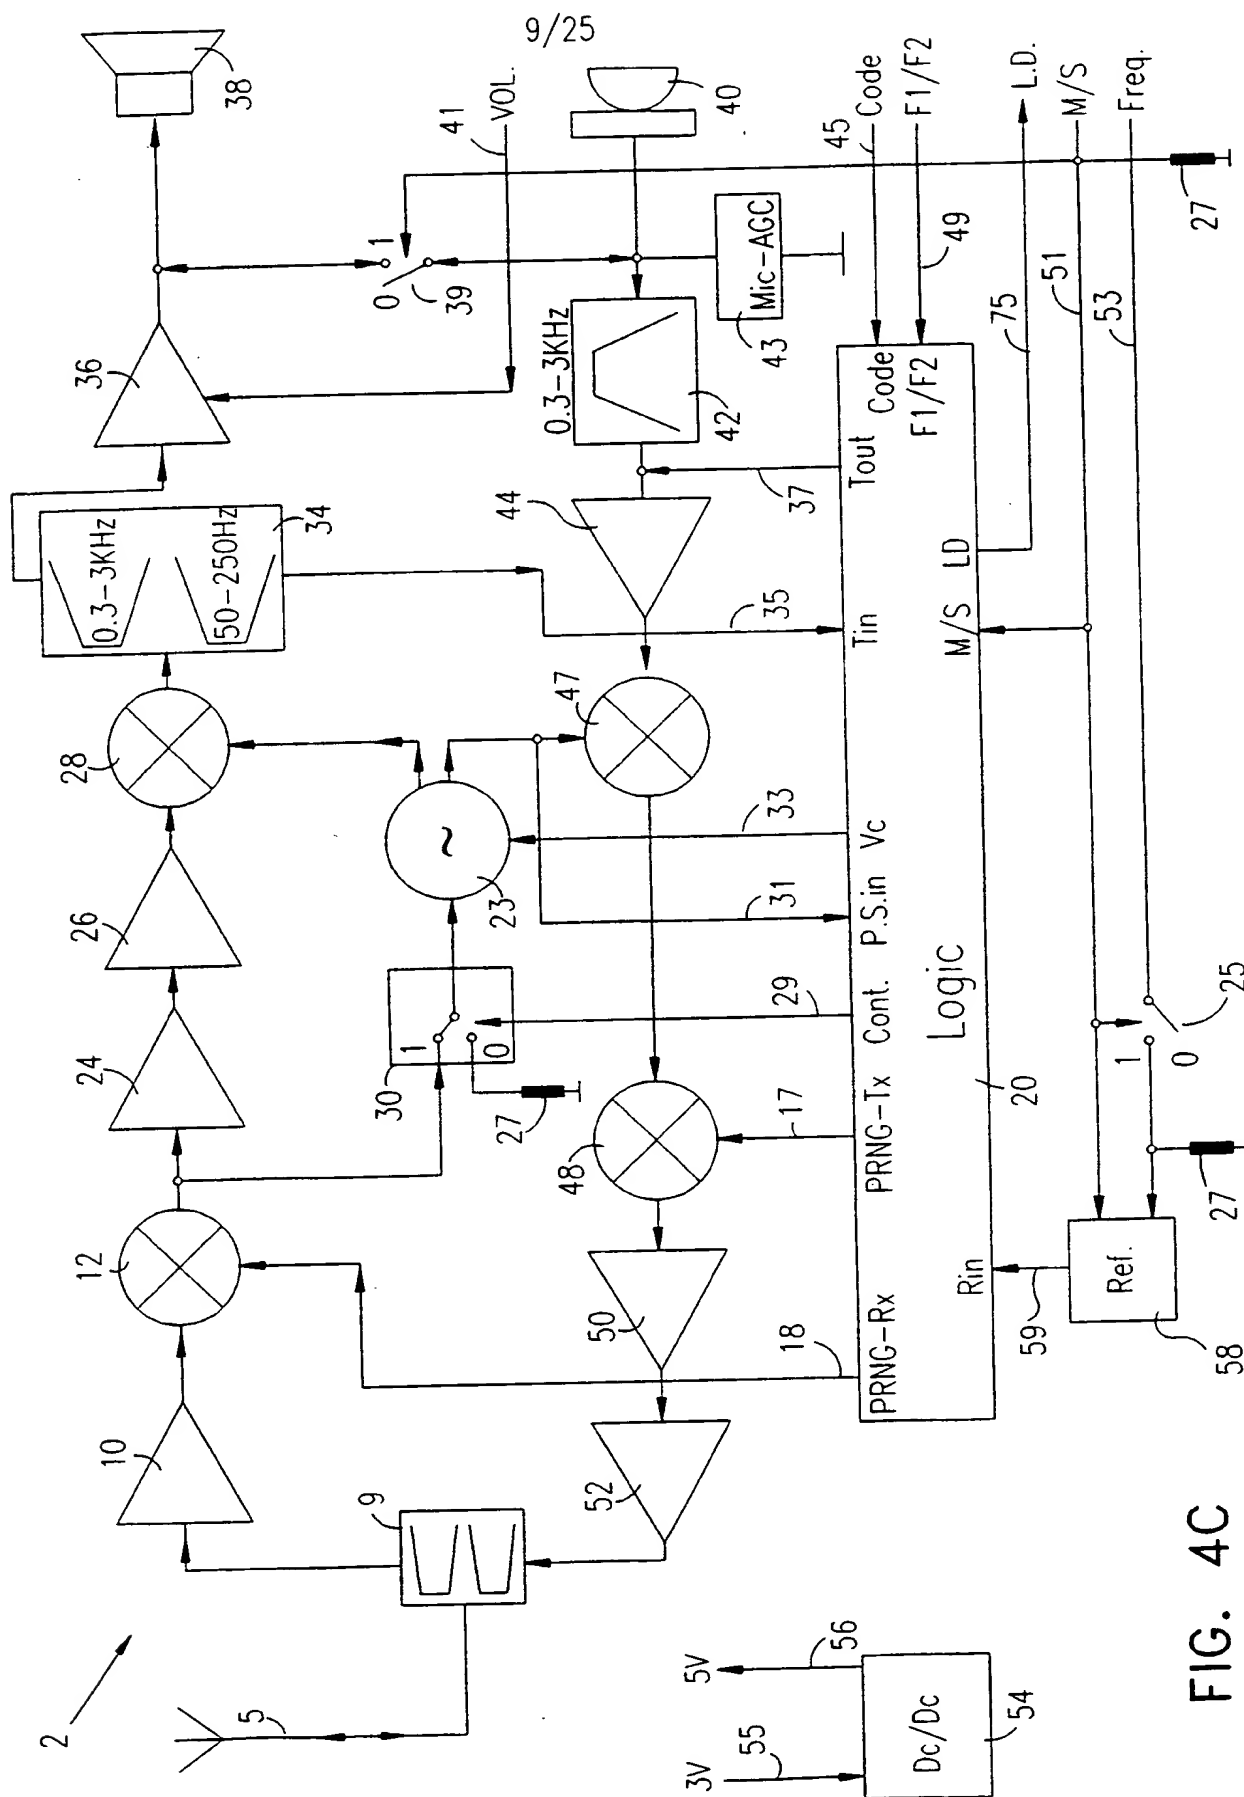 9/25
2
5
9
10
12
24
26
28
0.3-3KHz
50-250Hz
34
36
38
1
0
39
41
VOL.
40
0.3-3KHz
42
Mic-AGC
43
44
47
23
~
30
1
0
27
48
50
52
35
37
33
31
29
17
18
PRNG-Rx
PRNG-Tx
Cont.
P.S.in
Vc
Tin
Tout
Code
F1/F2
Logic
20
Rin
M/S
LD
45
Code
49
F1/F2
75
L.D.
51
M/S
53
Freq.
27
25
1
0
27
59
Ref.
58
3V
55
5V
56
Dc/Dc
54
FIG. 4C